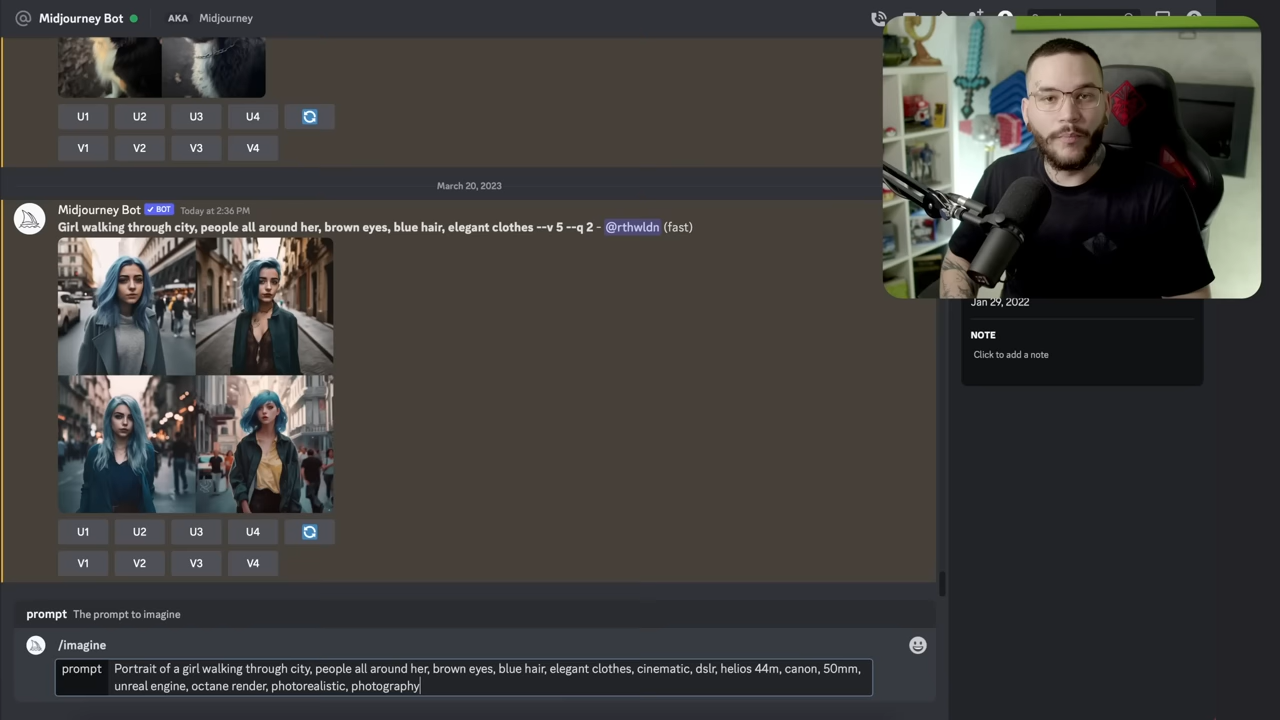 Midjourney Bot AKA Midjourney
U1 U2 U3 U4
V1 V2 V3 V4
March 20, 2023
Midjourney Bot BOT Today at 2:36 PM
Girl walking through city, people all around her, brown eyes, blue hair, elegant clothes --v 5 --q 2 - @rthwldn (fast)
Jan 29, 2022
NOTE
Click to add a note
U1 U2 U3 U4
V1 V2 V3 V4
prompt The prompt to imagine
/imagine
prompt Portrait of a girl walking through city, people all around her, brown eyes, blue hair, elegant clothes, cinematic, dslr, helios 44m, canon, 50mm,
unreal engine, octane render, photorealistic, photography